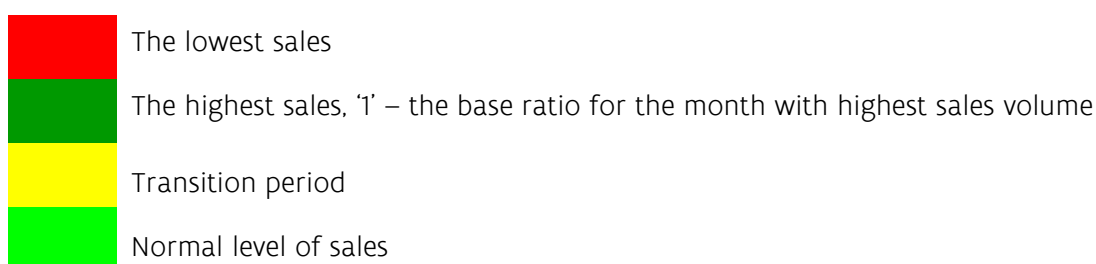 The lowest sales
The highest sales, ‘1’ – the base ratio for the month with highest sales volume
Transition period
Normal level of sales